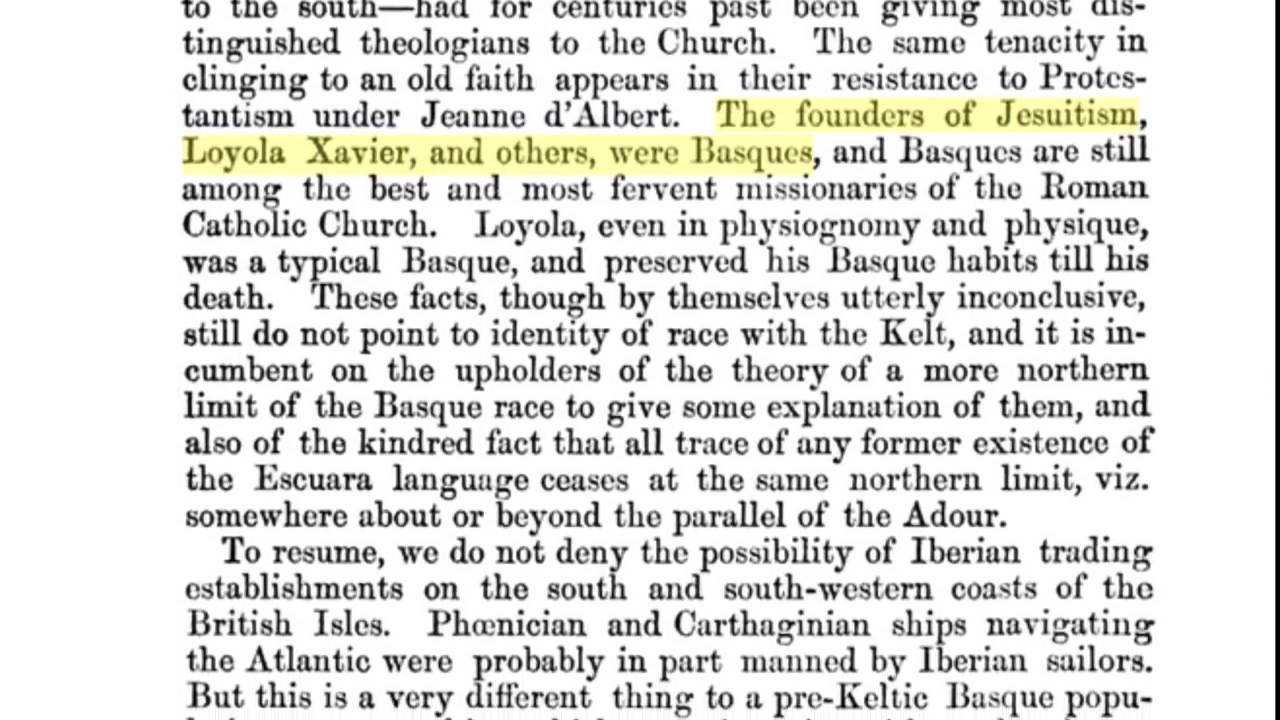 to the south—had for centuries past been giving most dis-
tinguished theologians to the Church. The same tenacity in
clinging to an old faith appears in their resistance to Protes-
tantism under Jeanne d'Albert. The founders of Jesuitism,
Loyola Xavier, and others, were Basques, and Basques are still
among the best and most fervent missionaries of the Roman
Catholic Church. Loyola, even in physiognomy and physique,
was a typical Basque, and preserved his Basque habits till his
death. These facts, though by themselves utterly inconclusive,
still do not point to identity of race with the Kelt, and it is in-
cumbent on the upholders of the theory of a more northern
limit of the Basque race to give some explanation of them, and
also of the kindred fact that all trace of any former existence of
the Escuara language ceases at the same northern limit, viz.
somewhere about or beyond the parallel of the Adour.
To resume, we do not deny the possibility of Iberian trading
establishments on the south and south-western coasts of the
British Isles. Phœnician and Carthaginian ships navigating
the Atlantic were probably in part manned by Iberian sailors.
But this is a very different thing to a pre-Keltic Basque popu-